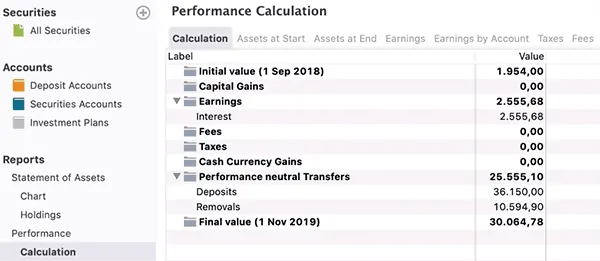 Securities
All Securities
Accounts
Deposit Accounts
Securities Accounts
Investment Plans
Reports
Statement of Assets
Chart
Holdings
Performance
Calculation
Performance Calculation
Calculation Assets at Start Assets at End Earnings Earnings by Account Taxes Fees
Label Value
Initial value (1 Sep 2018) 1.954,00
Capital Gains 0,00
Earnings 2.555,68
Interest 2.555,68
Fees 0,00
Taxes 0,00
Cash Currency Gains 0,00
Performance neutral Transfers 25.555,10
Deposits 36.150,00
Removals 10.594,90
Final value (1 Nov 2019) 30.064,78